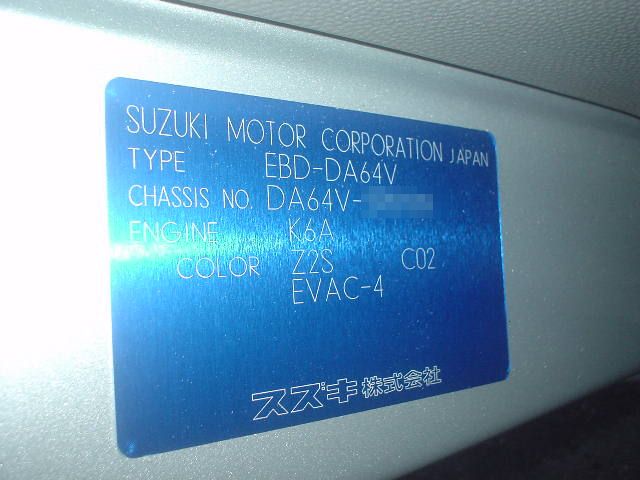 SUZUKI MOTOR CORPORATION JAPAN
TYPE EBD-DA64V
CHASSIS NO. DA64V-
ENGINE K6A
COLOR Z2S C02
EVAC-4
スズキ株式会社